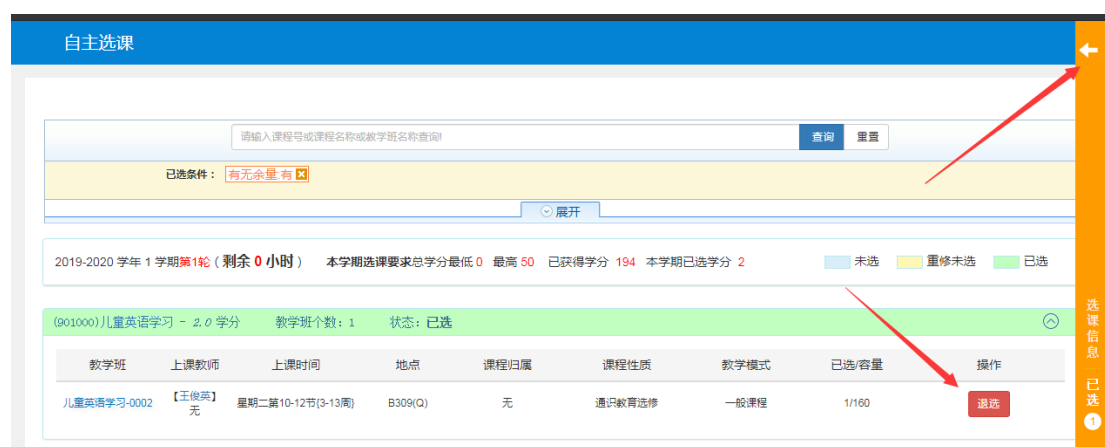 自主选课
请输入课程号或课程名称或教学班名称查询! 查询 重置
已选条件： 有无余量 有
展开
2019-2020 学年 1 学期第1轮（剩余 0 小时） 本学期选课要求总学分最低 0 最高 50 已获得学分 194 本学期已选学分 2 未选 重修未选 已选
(901000)儿童英语学习 - 2.0 学分 教学班个数：1 状态：已选
教学班 上课教师 上课时间 地点 课程归属 课程性质 教学模式 已选/容量 操作
儿童英语学习-0002 【王俊英】 无 星期二第10-12节{3-13周} B309(Q) 无 通识教育选修 一般课程 1/160 退选
选课信息 已选 1